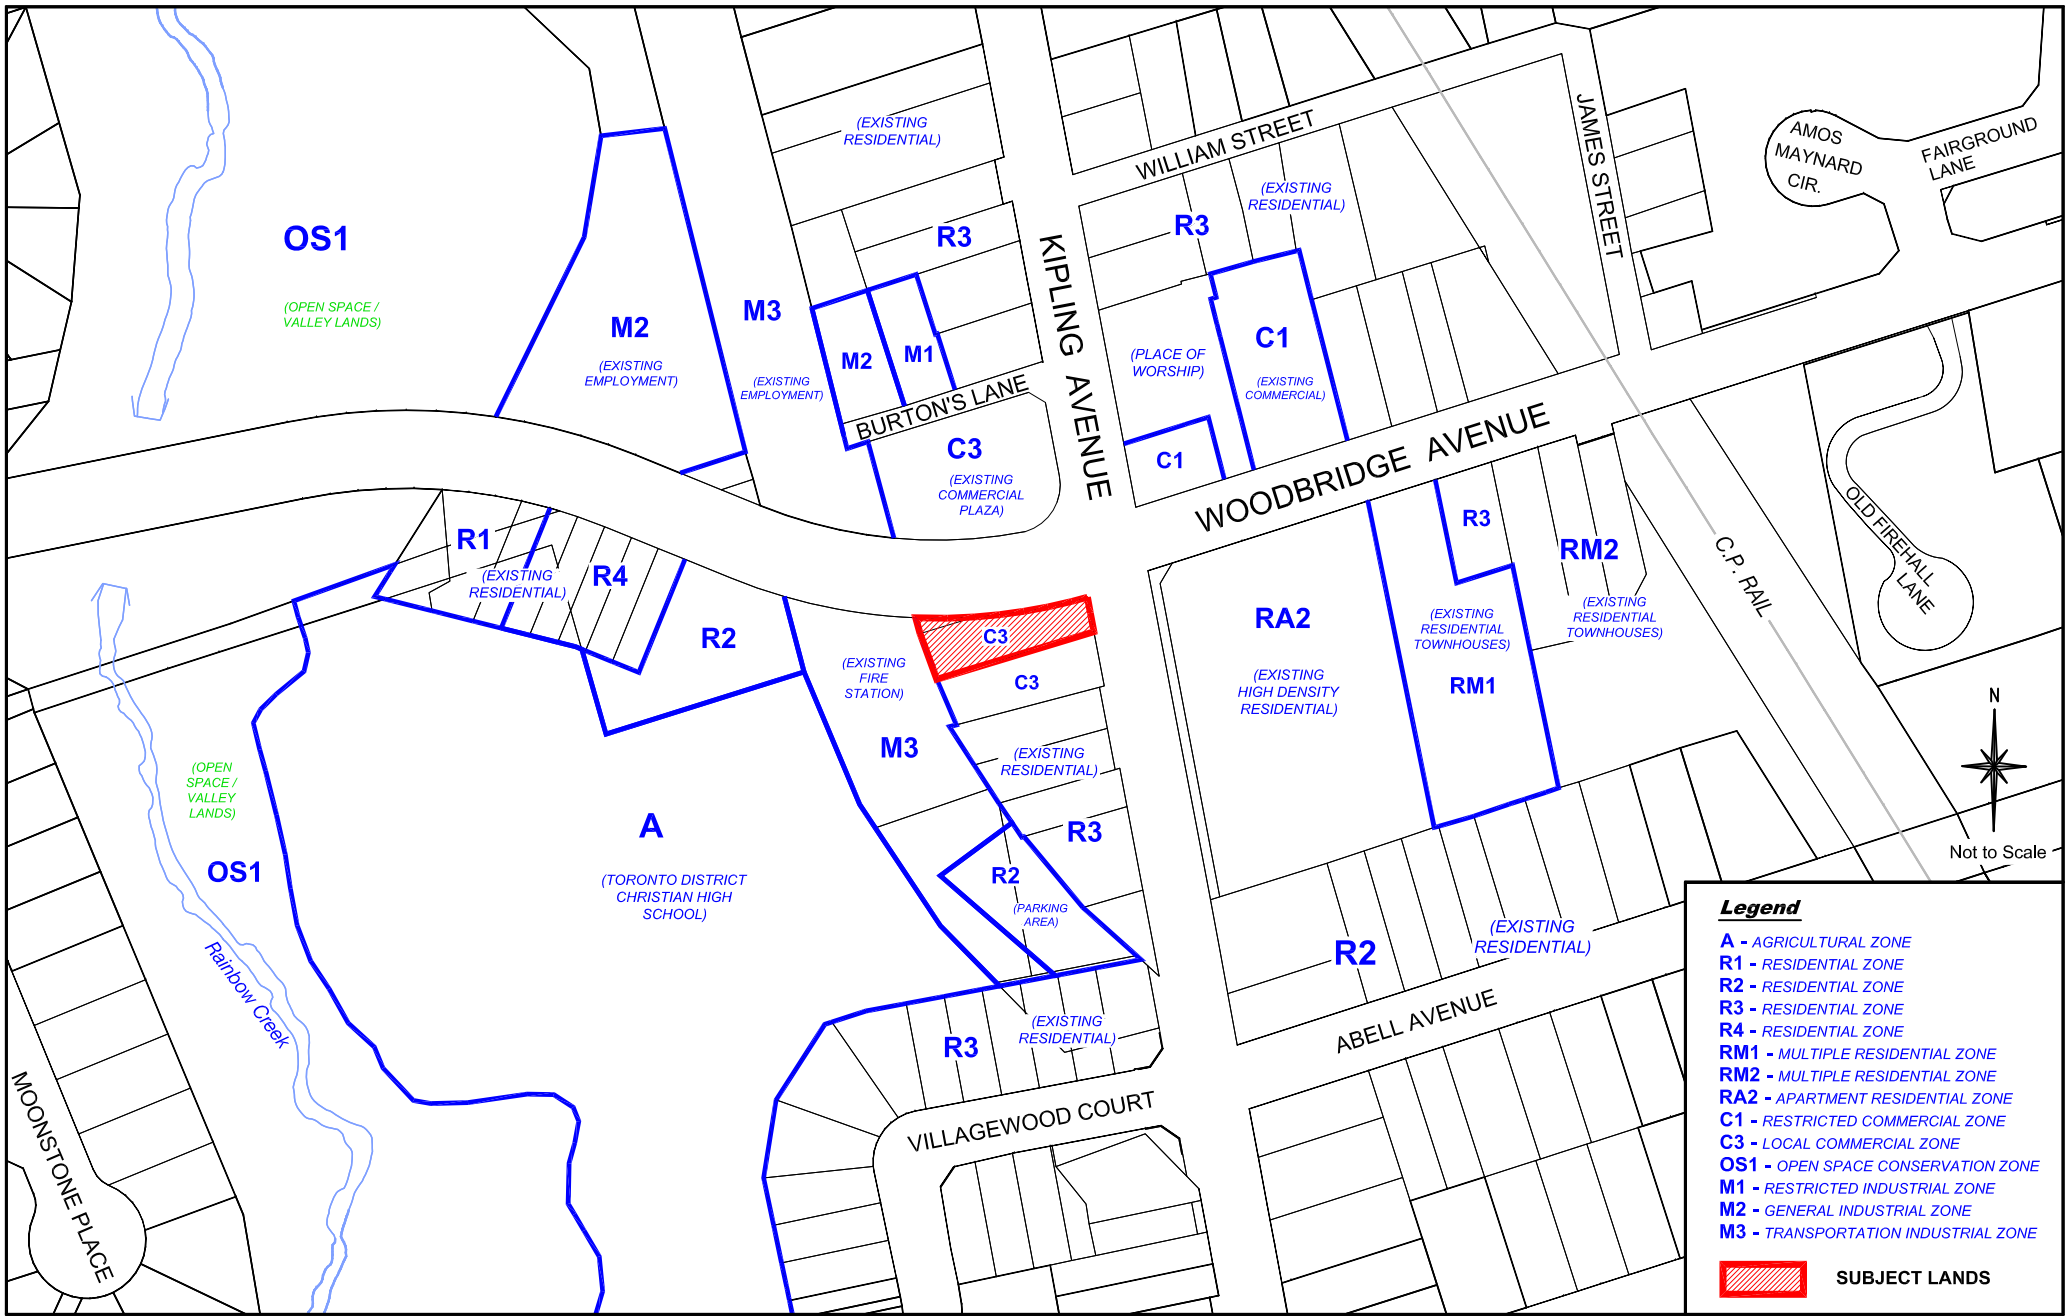 WILLIAM STREET
JAMES STREET
AMOS
MAYNARD
CIR.
FAIRGROUND
LANE
(EXISTING
RESIDENTIAL)
R3
(EXISTING
RESIDENTIAL)
R3
OS1
(OPEN SPACE /
VALLEY LANDS)
M2
(EXISTING
EMPLOYMENT)
M3
(EXISTING
EMPLOYMENT)
M2
M1
BURTON'S LANE
KIPLING AVENUE
C3
(EXISTING
COMMERCIAL
PLAZA)
(PLACE OF
WORSHIP)
C1
(EXISTING
COMMERCIAL)
C1
WOODBRIDGE AVENUE
R1
(EXISTING
RESIDENTIAL)
R4
R2
(EXISTING
FIRE
STATION)
M3
C3
C3
(EXISTING
RESIDENTIAL)
R3
R2
(PARKING
AREA)
RA2
(EXISTING
HIGH DENSITY
RESIDENTIAL)
R3
RM2
(EXISTING
RESIDENTIAL
TOWNHOUSES)
(EXISTING
RESIDENTIAL
TOWNHOUSES)
RM1
C.P. RAIL
OLD FIREHALL
LANE
N
Not to Scale
(OPEN
SPACE /
VALLEY
LANDS)
OS1
A
(TORONTO DISTRICT
CHRISTIAN HIGH
SCHOOL)
Rainbow Creek
MOONSTONE PLACE
R3
(EXISTING
RESIDENTIAL)
VILLAGEWOOD COURT
R2
(EXISTING
RESIDENTIAL)
ABELL AVENUE
Legend
A - AGRICULTURAL ZONE
R1 - RESIDENTIAL ZONE
R2 - RESIDENTIAL ZONE
R3 - RESIDENTIAL ZONE
R4 - RESIDENTIAL ZONE
RM1 - MULTIPLE RESIDENTIAL ZONE
RM2 - MULTIPLE RESIDENTIAL ZONE
RA2 - APARTMENT RESIDENTIAL ZONE
C1 - RESTRICTED COMMERCIAL ZONE
C3 - LOCAL COMMERCIAL ZONE
OS1 - OPEN SPACE CONSERVATION ZONE
M1 - RESTRICTED INDUSTRIAL ZONE
M2 - GENERAL INDUSTRIAL ZONE
M3 - TRANSPORTATION INDUSTRIAL ZONE
SUBJECT LANDS